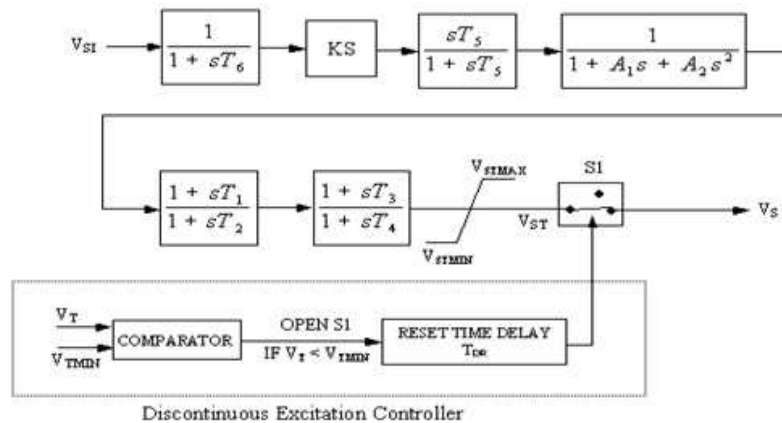 V_SI
1 / (1 + sT_6)
KS
sT_5 / (1 + sT_5)
1 / (1 + A_1 s + A_2 s^2)
(1 + sT_1) / (1 + sT_2)
(1 + sT_3) / (1 + sT_4)
V_STMAX
V_STMIN
V_ST
S1
V_S
V_T
V_TMIN
COMPARATOR
OPEN S1
IF V_T < V_TMIN
RESET TIME DELAY
T_DR
Discontinuous Excitation Controller